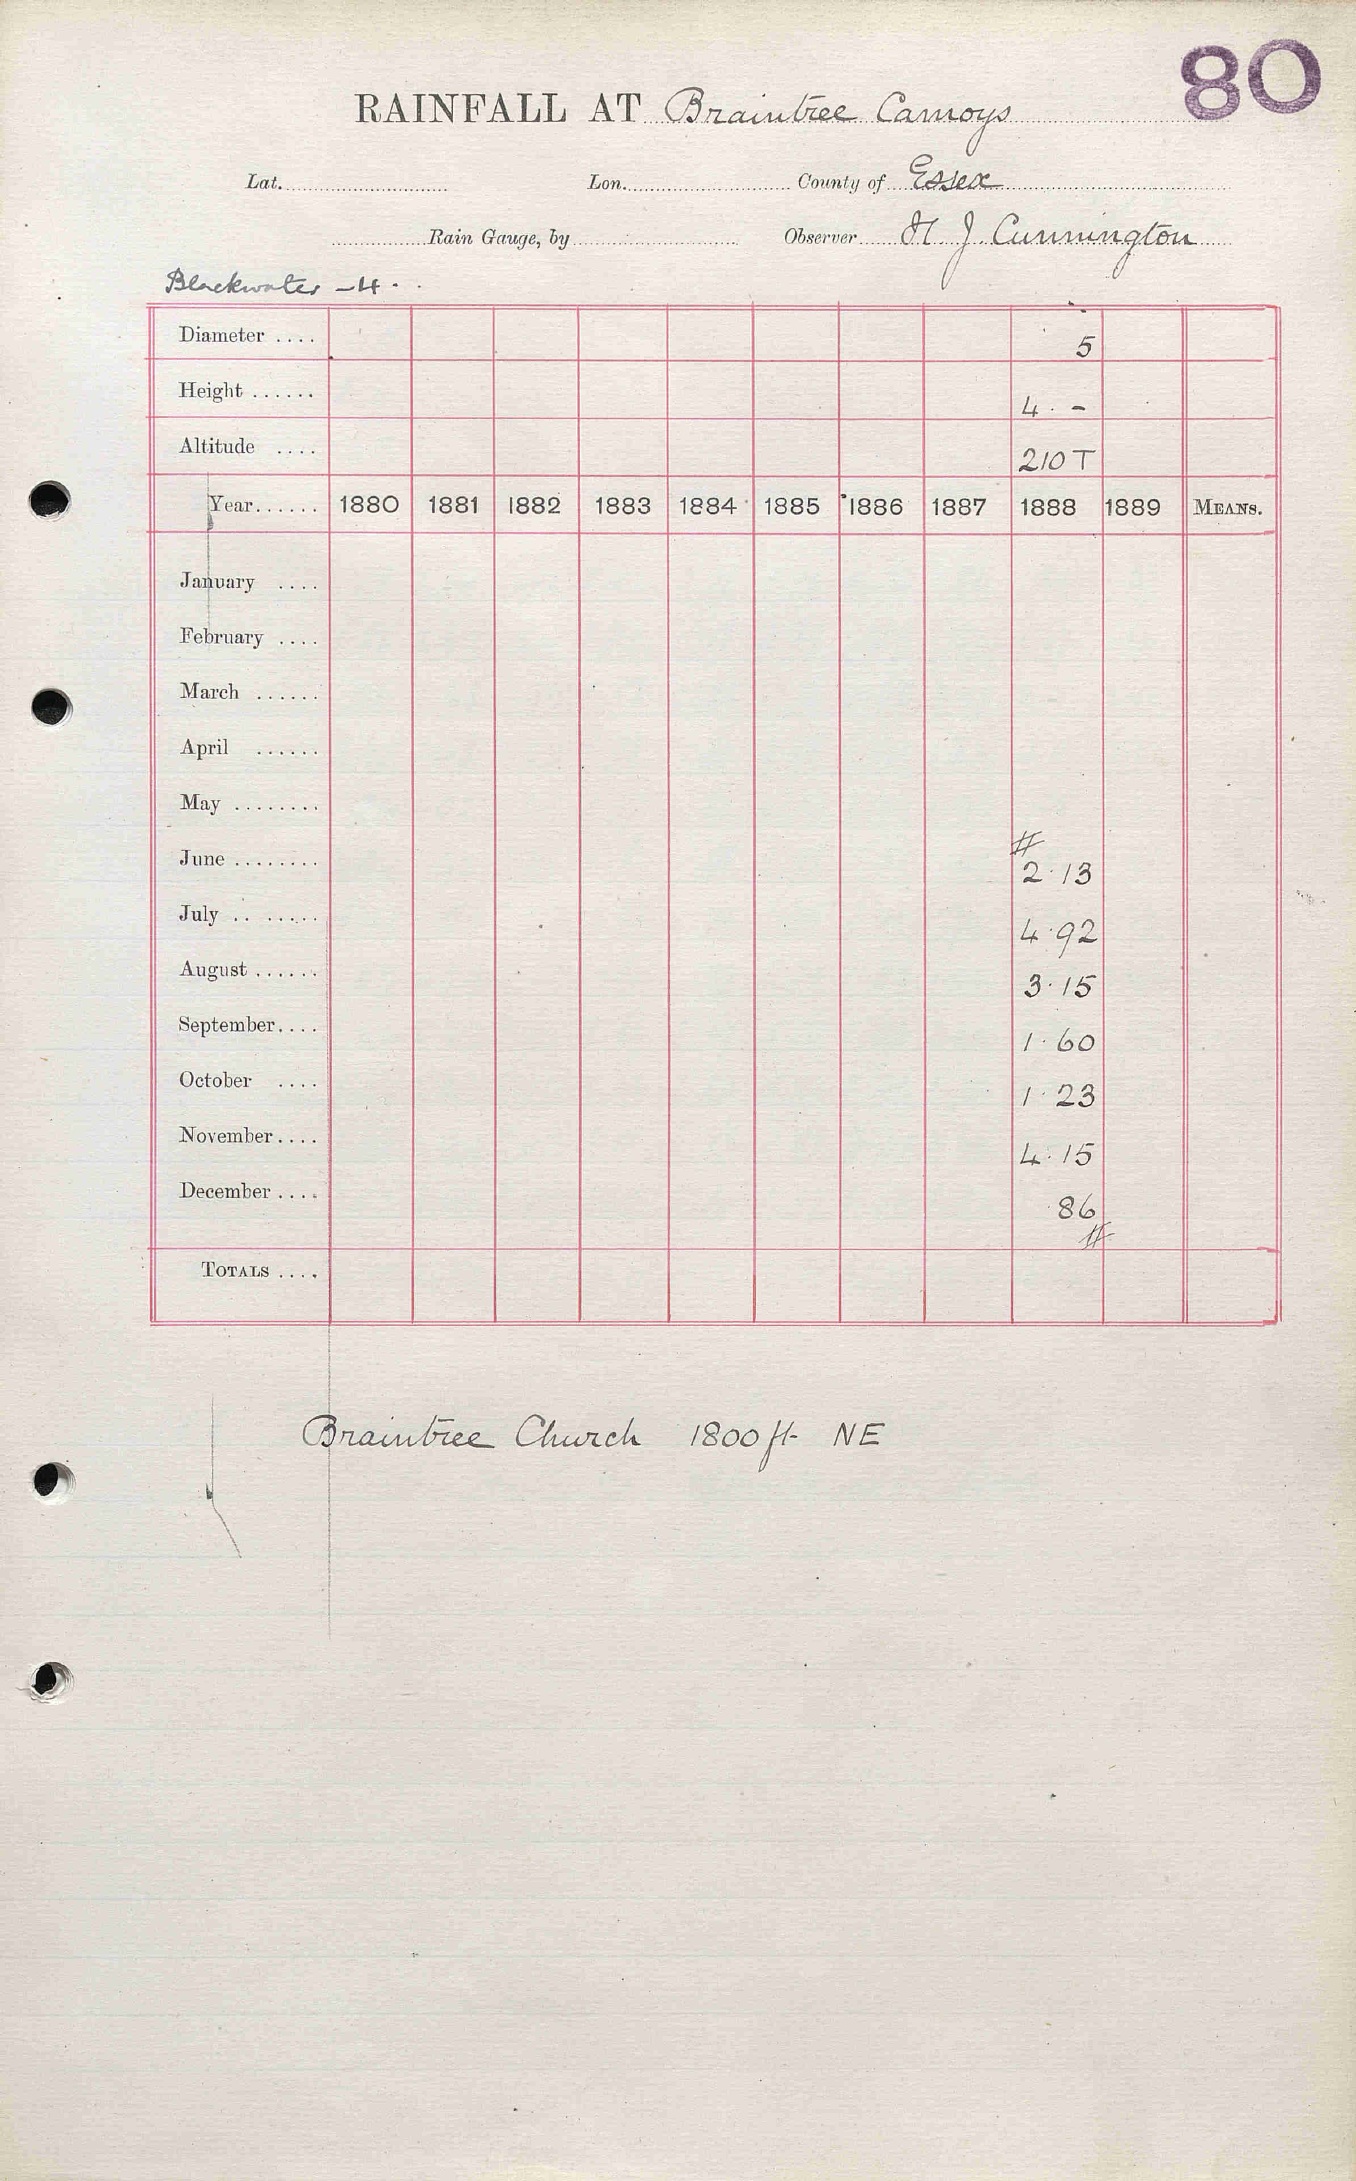 80
RAINFALL AT Braintree Camoys
Lat. Lon. County of Essex
Rain Gauge, by Observer H J Cunnington
Blackwater - 4.
Diameter .... 5
Height ...... 4 . -
Altitude .... 210 T
Year...... 1880 1881 1882 1883 1884 1885 1886 1887 1888 1889 MEANS.
January ....
February ....
March ......
April ......
May ........
#
June ........ 2.13
July .. ...... 4.92
August ...... 3.15
September.... 1.60
October .... 1.23
November.... 4.15
December .... .86
#
TOTALS ....
Braintree Church 1800 ft NE